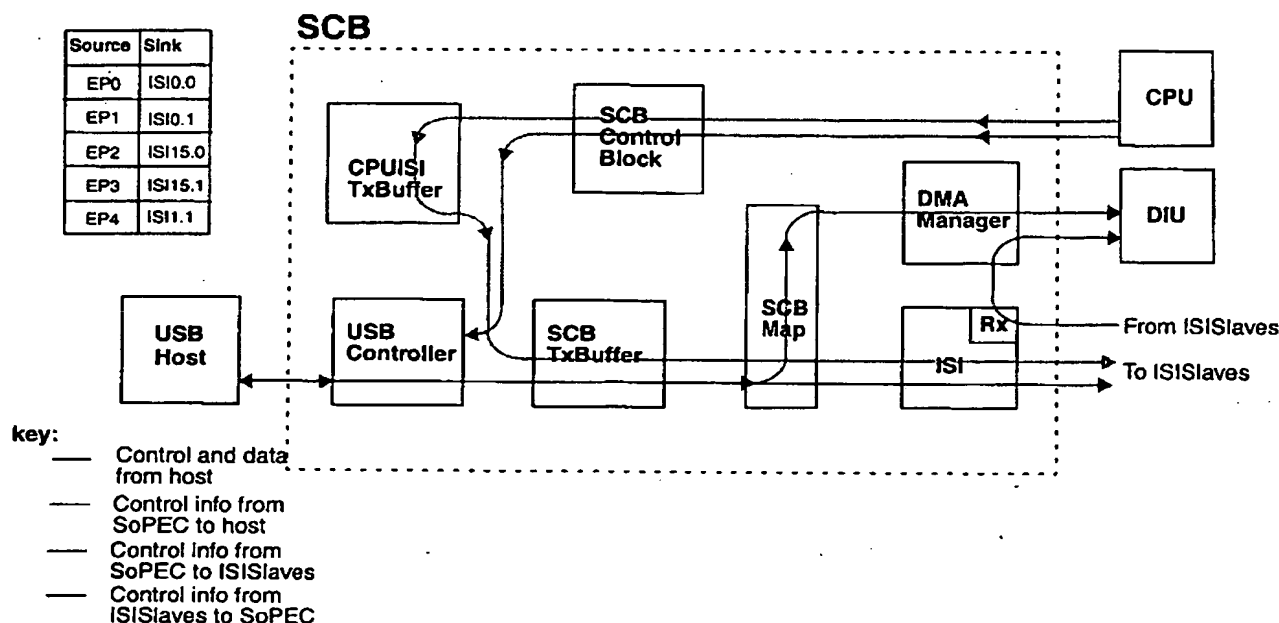 SCB
Source Sink
EP0 ISI0.0
EP1 ISI0.1
EP2 ISI15.0
EP3 ISI15.1
EP4 ISI1.1
CPUISI
TxBuffer
SCB
Control
Block
CPU
DMA
Manager
DIU
USB
Host
USB
Controller
SCB
TxBuffer
SCB
Map
Rx
ISI
From ISISlaves
To ISISlaves
key:
Control and data
from host
Control info from
SoPEC to host
Control info from
SoPEC to ISISlaves
Control info from
ISISlaves to SoPEC